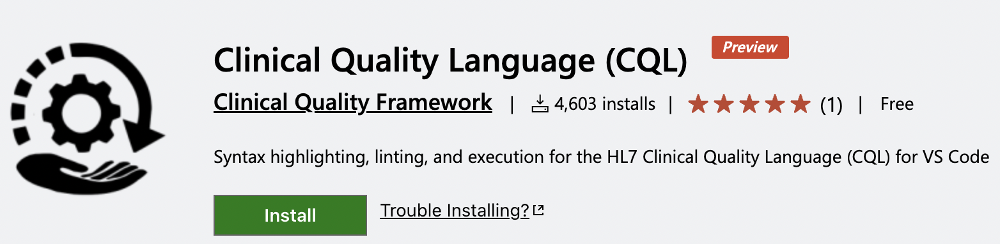 Clinical Quality Language (CQL) Preview
Clinical Quality Framework | 4,603 installs | (1) | Free
Syntax highlighting, linting, and execution for the HL7 Clinical Quality Language (CQL) for VS Code
Install Trouble Installing?